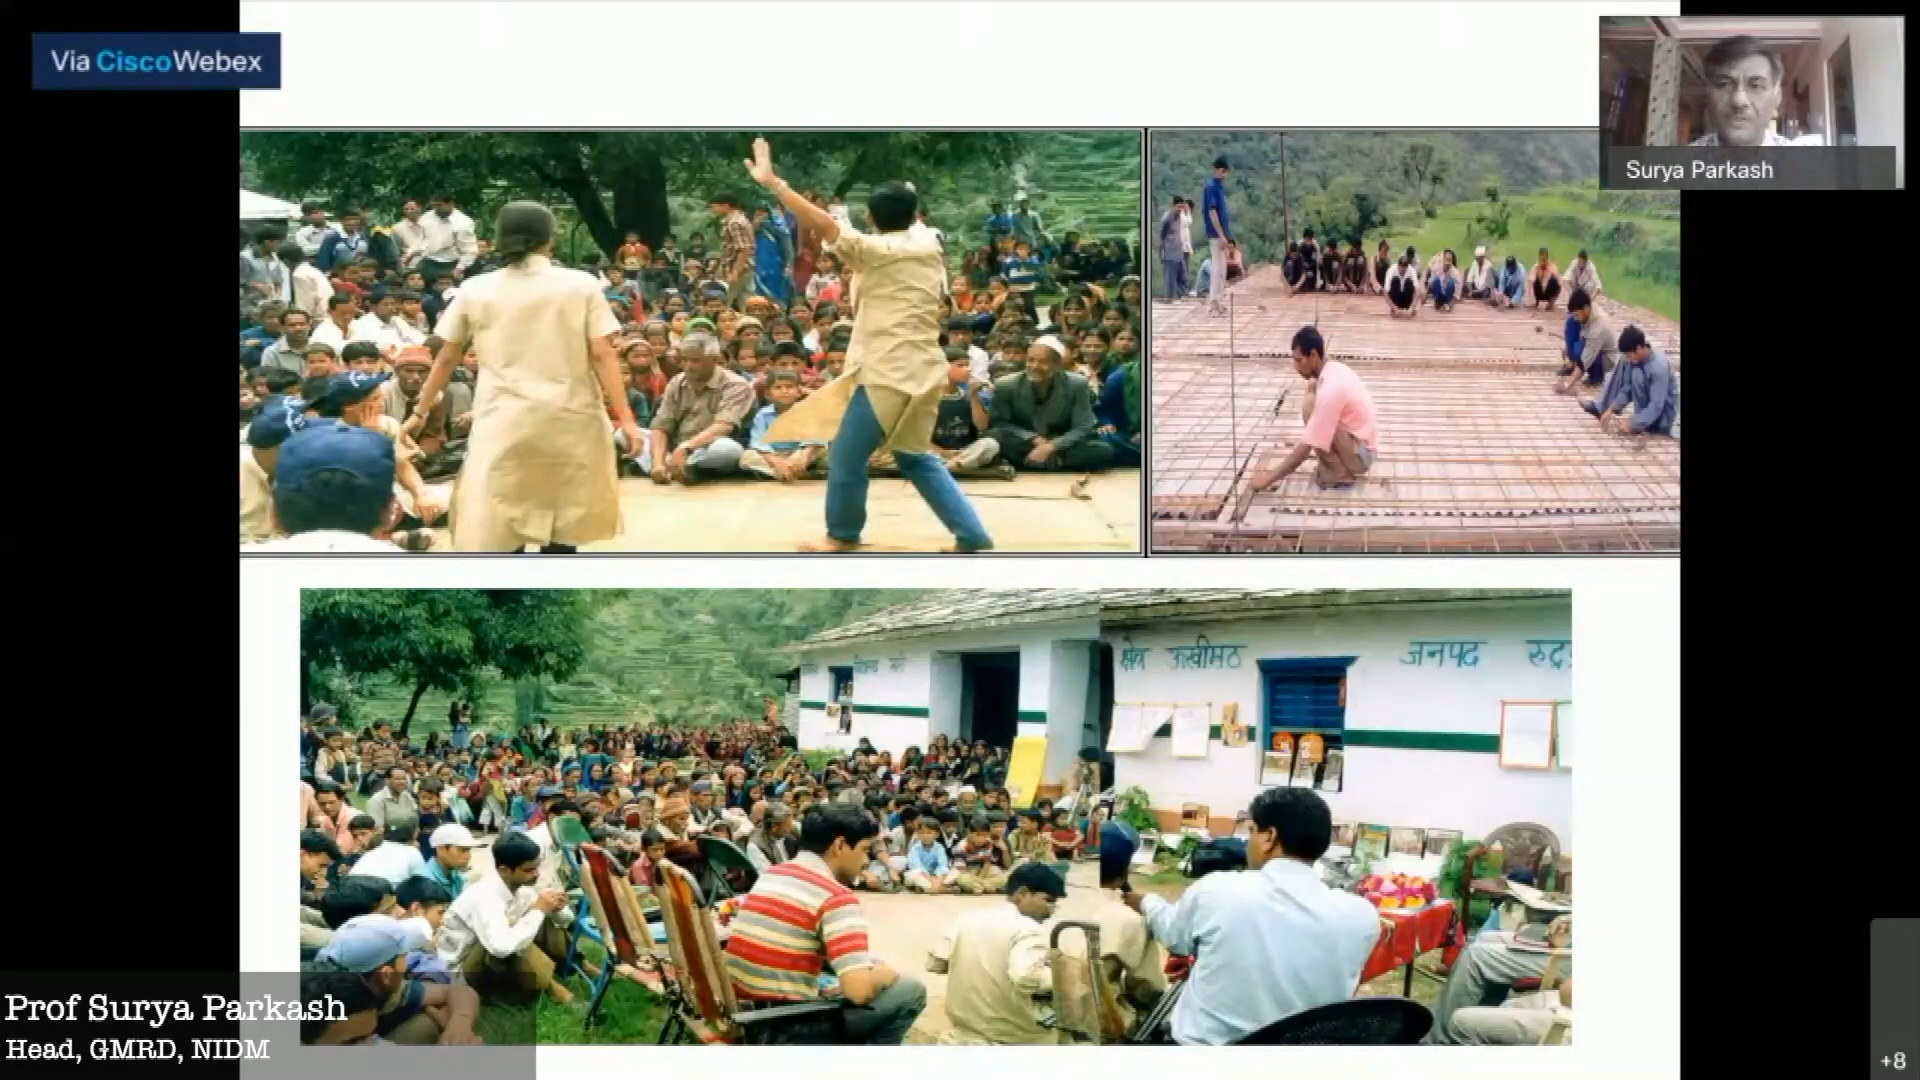 Via CiscoWebex
Surya Parkash
क्षेत्र ऊखीमठ जनपद रुद्र
Prof Surya Parkash
Head, GMRD, NIDM
+8